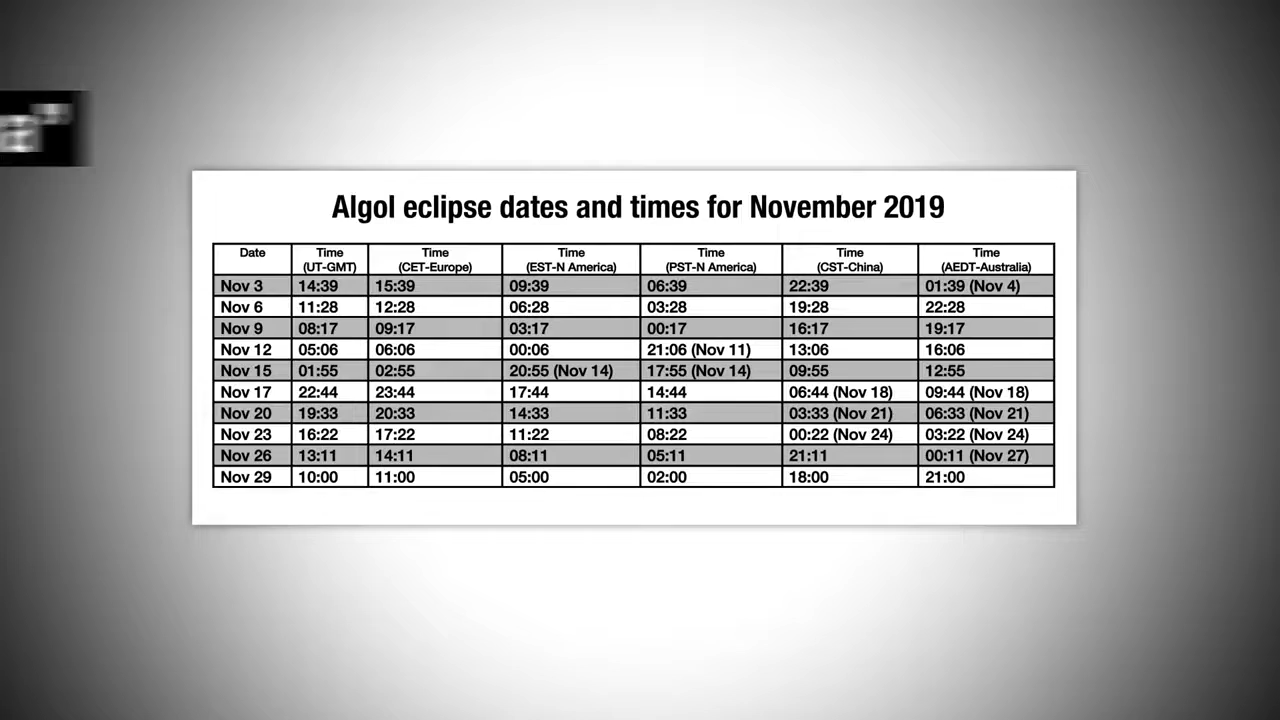 Algol eclipse dates and times for November 2019
Date Time (UT-GMT) Time (CET-Europe) Time (EST-N America) Time (PST-N America) Time (CST-China) Time (AEDT-Australia)
Nov 3 14:39 15:39 09:39 06:39 22:39 01:39 (Nov 4)
Nov 6 11:28 12:28 06:28 03:28 19:28 22:28
Nov 9 08:17 09:17 03:17 00:17 16:17 19:17
Nov 12 05:06 06:06 00:06 21:06 (Nov 11) 13:06 16:06
Nov 15 01:55 02:55 20:55 (Nov 14) 17:55 (Nov 14) 09:55 12:55
Nov 17 22:44 23:44 17:44 14:44 06:44 (Nov 18) 09:44 (Nov 18)
Nov 20 19:33 20:33 14:33 11:33 03:33 (Nov 21) 06:33 (Nov 21)
Nov 23 16:22 17:22 11:22 08:22 00:22 (Nov 24) 03:22 (Nov 24)
Nov 26 13:11 14:11 08:11 05:11 21:11 00:11 (Nov 27)
Nov 29 10:00 11:00 05:00 02:00 18:00 21:00